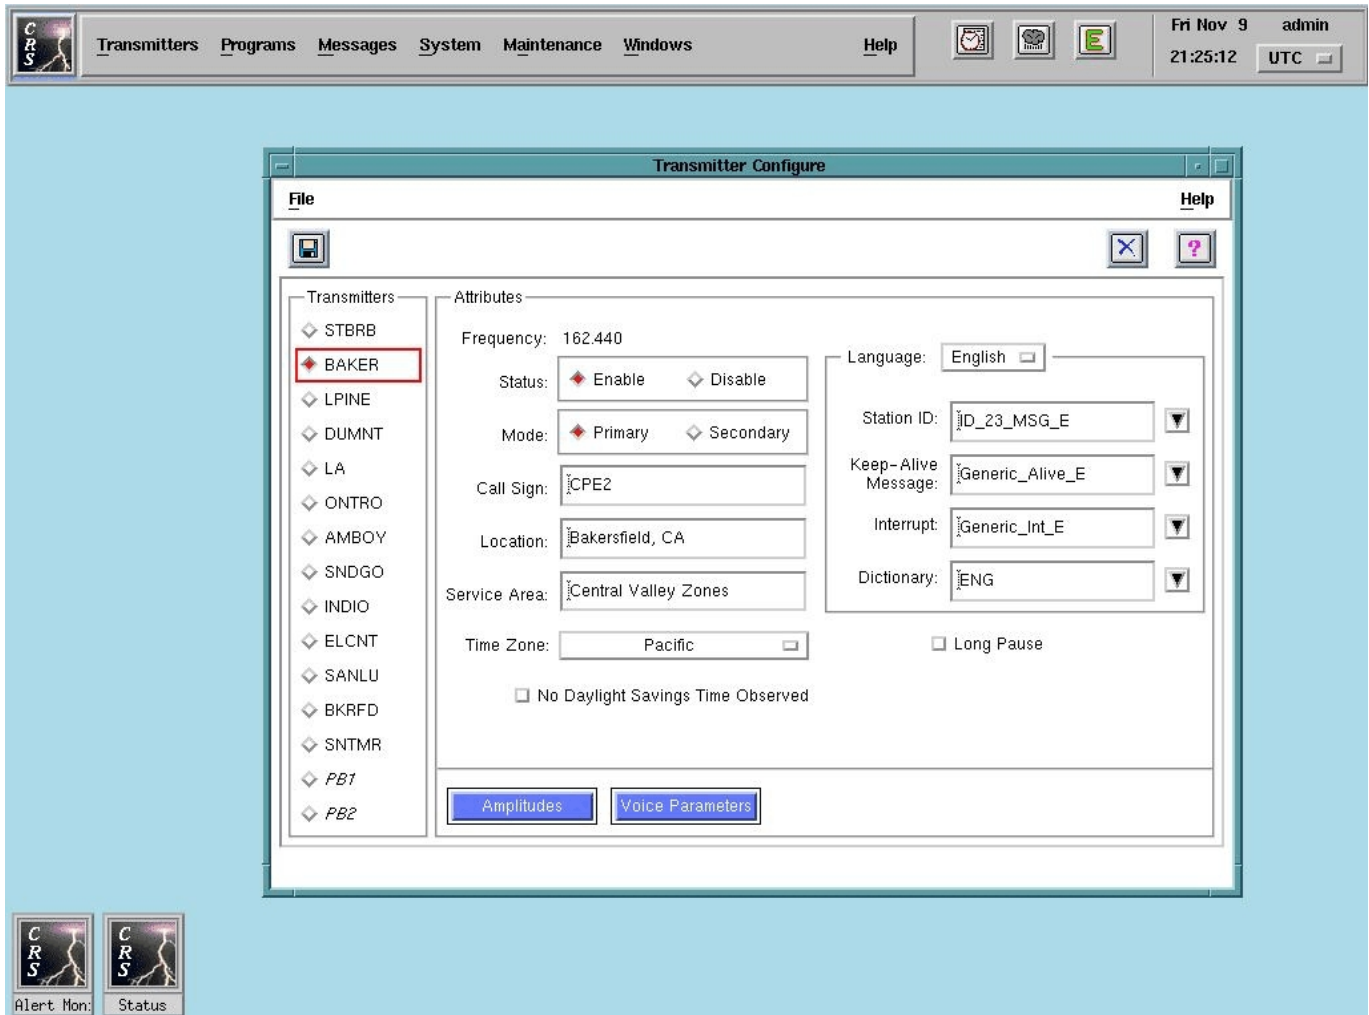 CRS
Transmitters Programs Messages System Maintenance Windows Help
E
Fri Nov 9 admin
21:25:12 UTC
Transmitter Configure
File Help
?
Transmitters
STBRB
BAKER
LPINE
DUMNT
LA
ONTRO
AMBOY
SNDGO
INDIO
ELCNT
SANLU
BKRFD
SNTMR
PB1
PB2
Attributes
Frequency: 162.440
Status: Enable Disable
Mode: Primary Secondary
Call Sign: CPE2
Location: Bakersfield, CA
Service Area: Central Valley Zones
Time Zone: Pacific
No Daylight Savings Time Observed
Language: English
Station ID: ID_23_MSG_E
Keep-Alive
Message: Generic_Alive_E
Interrupt: Generic_Int_E
Dictionary: ENG
Long Pause
Amplitudes Voice Parameters
CRS
Alert Mon:
CRS
Status